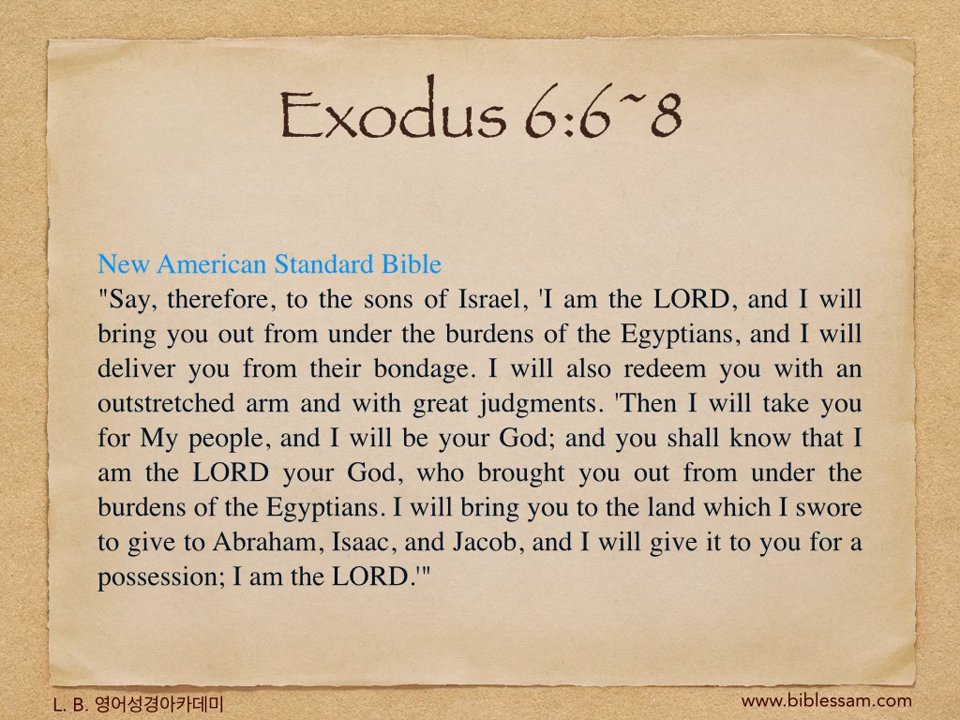 Exodus 6:6~8
New American Standard Bible
"Say, therefore, to the sons of Israel, 'I am the LORD, and I will
bring you out from under the burdens of the Egyptians, and I will
deliver you from their bondage. I will also redeem you with an
outstretched arm and with great judgments. 'Then I will take you
for My people, and I will be your God; and you shall know that I
am the LORD your God, who brought you out from under the
burdens of the Egyptians. I will bring you to the land which I swore
to give to Abraham, Isaac, and Jacob, and I will give it to you for a
possession; I am the LORD.'"
L. B. 영어성경아카데미
www.biblessam.com